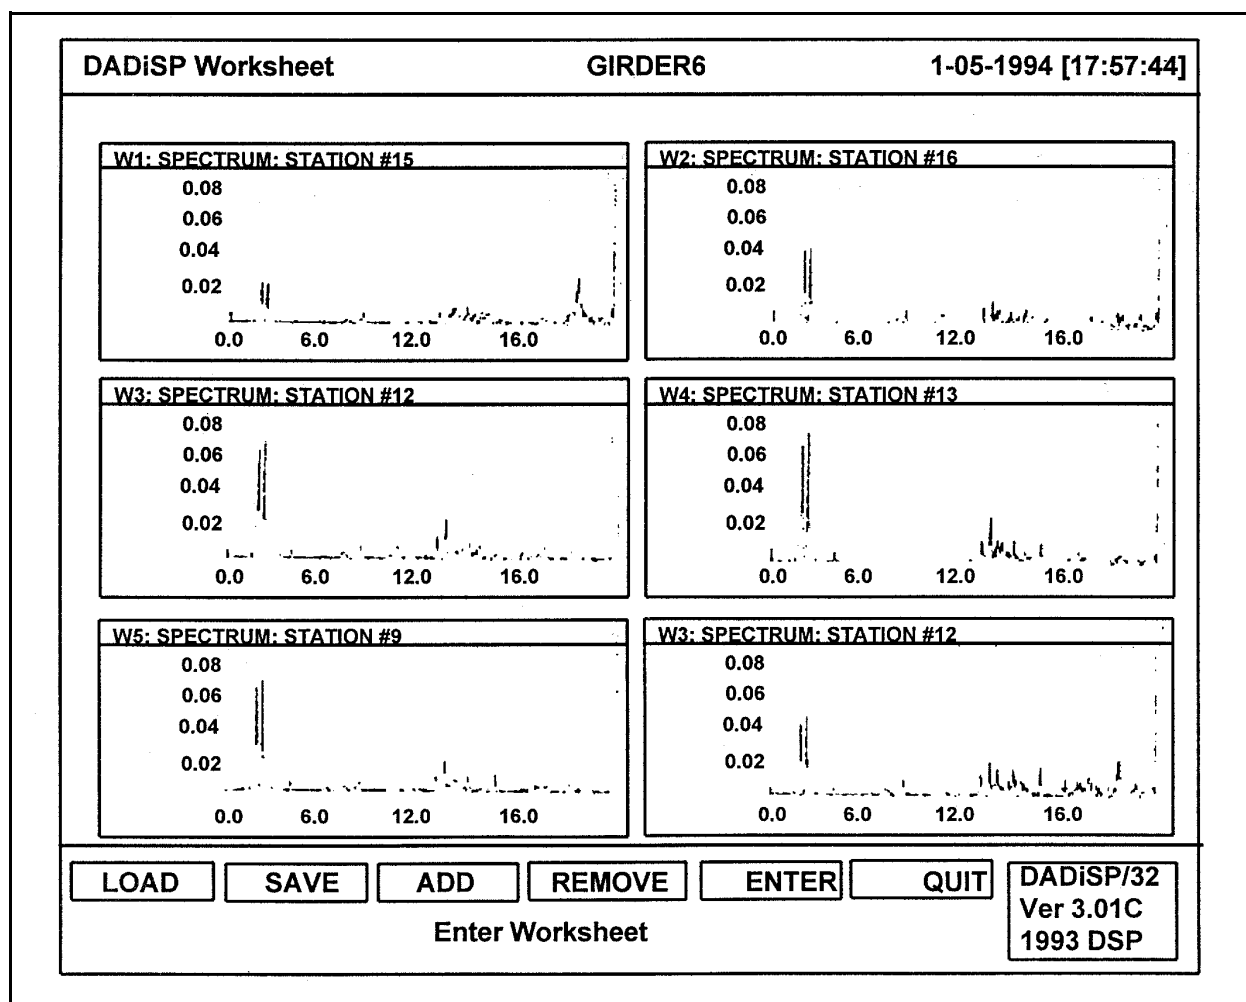 DADiSP Worksheet GIRDER6 1-05-1994 [17:57:44]
W1: SPECTRUM: STATION #15
0.08
0.06
0.04
0.02
0.0 6.0 12.0 16.0
W2: SPECTRUM: STATION #16
0.08
0.06
0.04
0.02
0.0 6.0 12.0 16.0
W3: SPECTRUM: STATION #12
0.08
0.06
0.04
0.02
0.0 6.0 12.0 16.0
W4: SPECTRUM: STATION #13
0.08
0.06
0.04
0.02
0.0 6.0 12.0 16.0
W5: SPECTRUM: STATION #9
0.08
0.06
0.04
0.02
0.0 6.0 12.0 16.0
W3: SPECTRUM: STATION #12
0.08
0.06
0.04
0.02
0.0 6.0 12.0 16.0
LOAD SAVE ADD REMOVE ENTER QUIT
Enter Worksheet
DADiSP/32
Ver 3.01C
1993 DSP